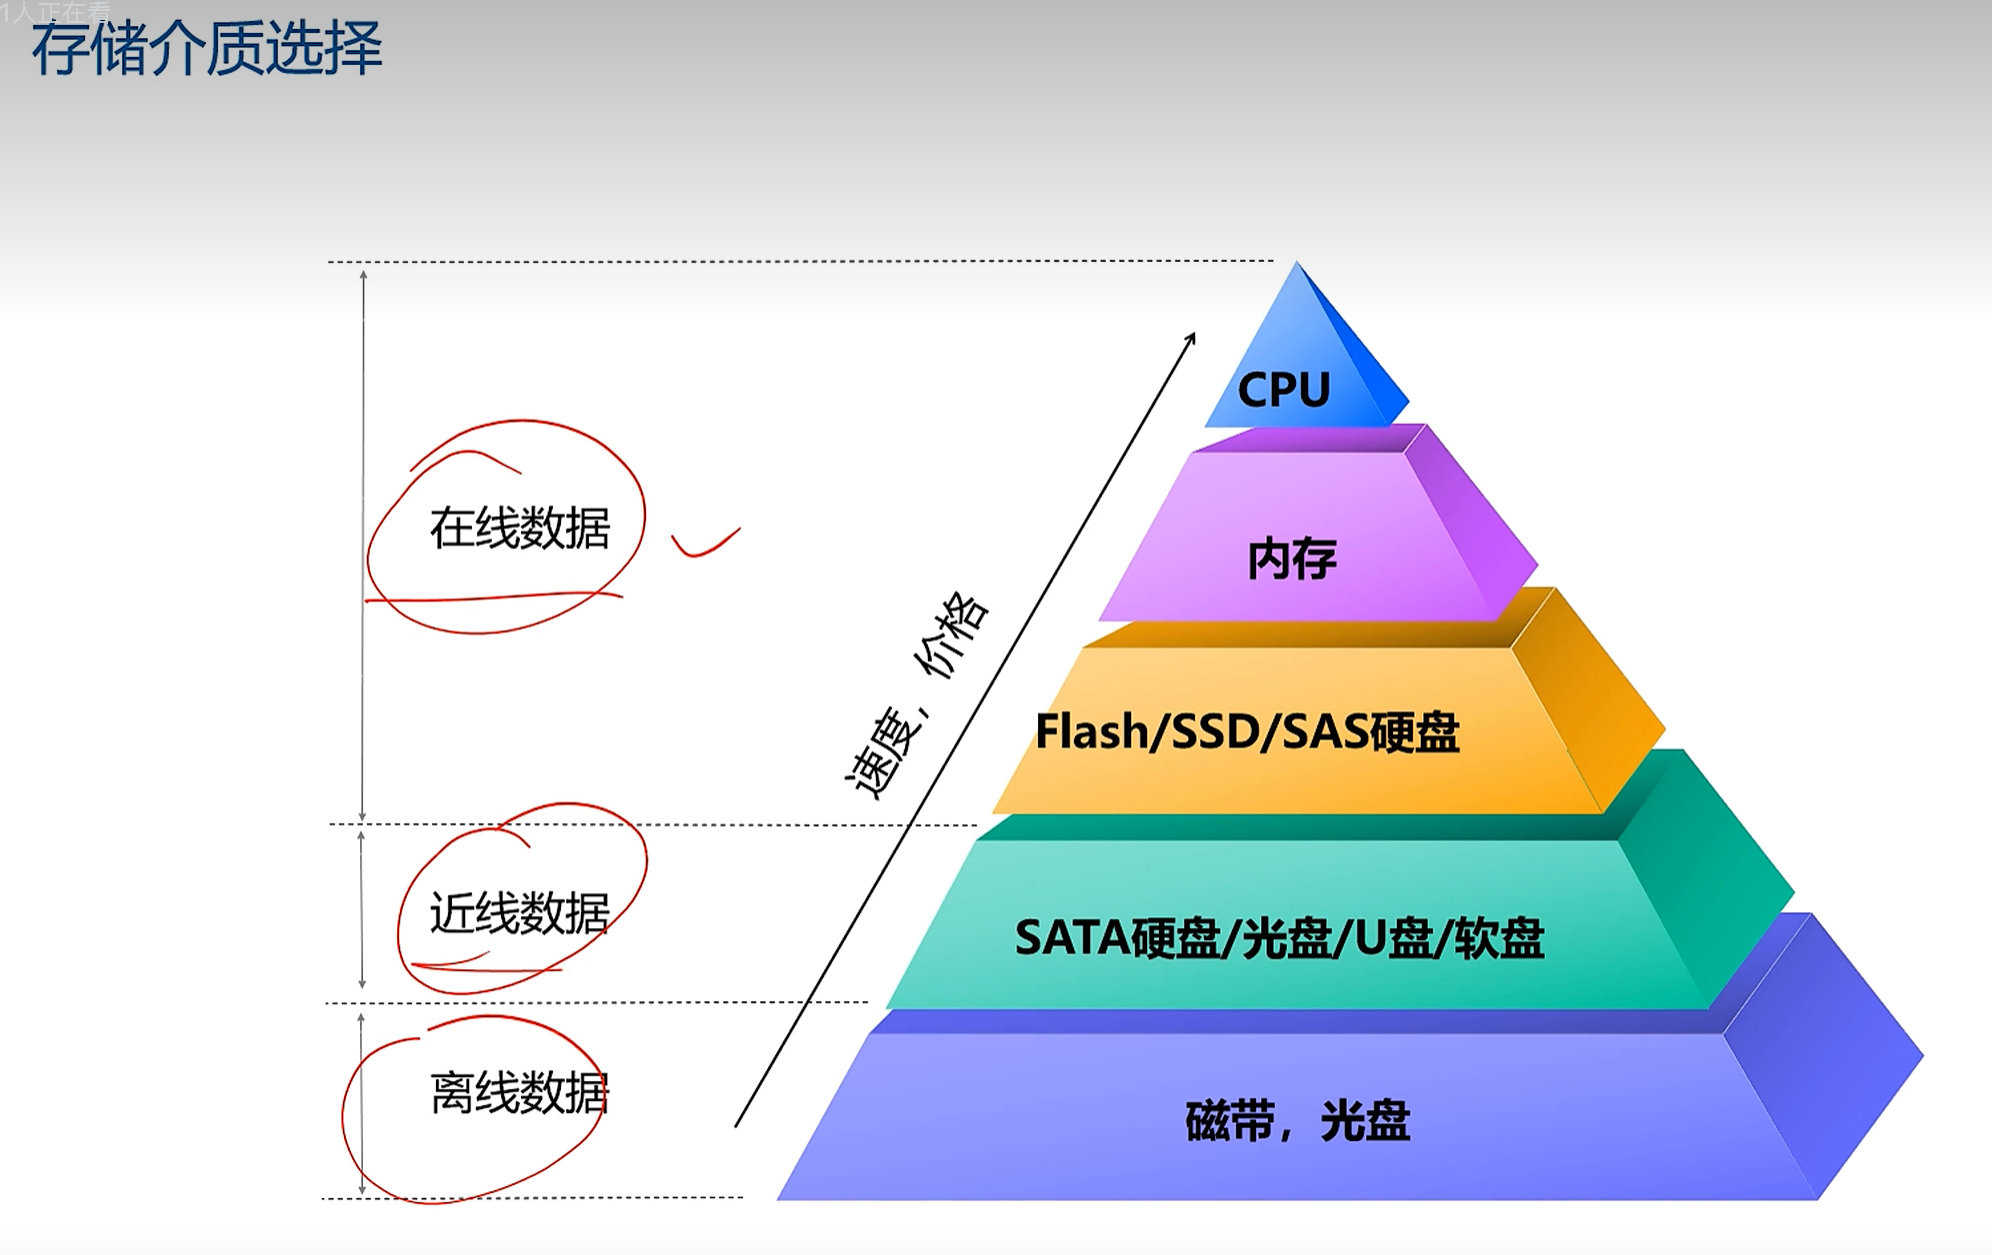 1人正在看
存储介质选择
CPU
在线数据
内存
速度，价格
Flash/SSD/SAS硬盘
近线数据
SATA硬盘/光盘/U盘/软盘
离线数据
磁带，光盘